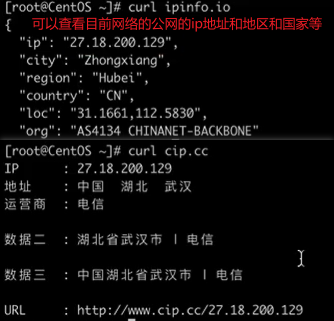 [root@CentOS ~]# curl ipinfo.io
{ 可以查看目前网络的公网的ip地址和地区和国家等
"ip": "27.18.200.129",
"city": "Zhongxiang",
"region": "Hubei",
"country": "CN",
"loc": "31.1661,112.5830",
"org": "AS4134 CHINANET-BACKBONE"
[root@CentOS ~]# curl cip.cc
IP : 27.18.200.129
地址 : 中国 湖北 武汉
运营商 : 电信
数据二 : 湖北省武汉市 | 电信
数据三 : 中国湖北省武汉市 | 电信
URL : http://www.cip.cc/27.18.200.129